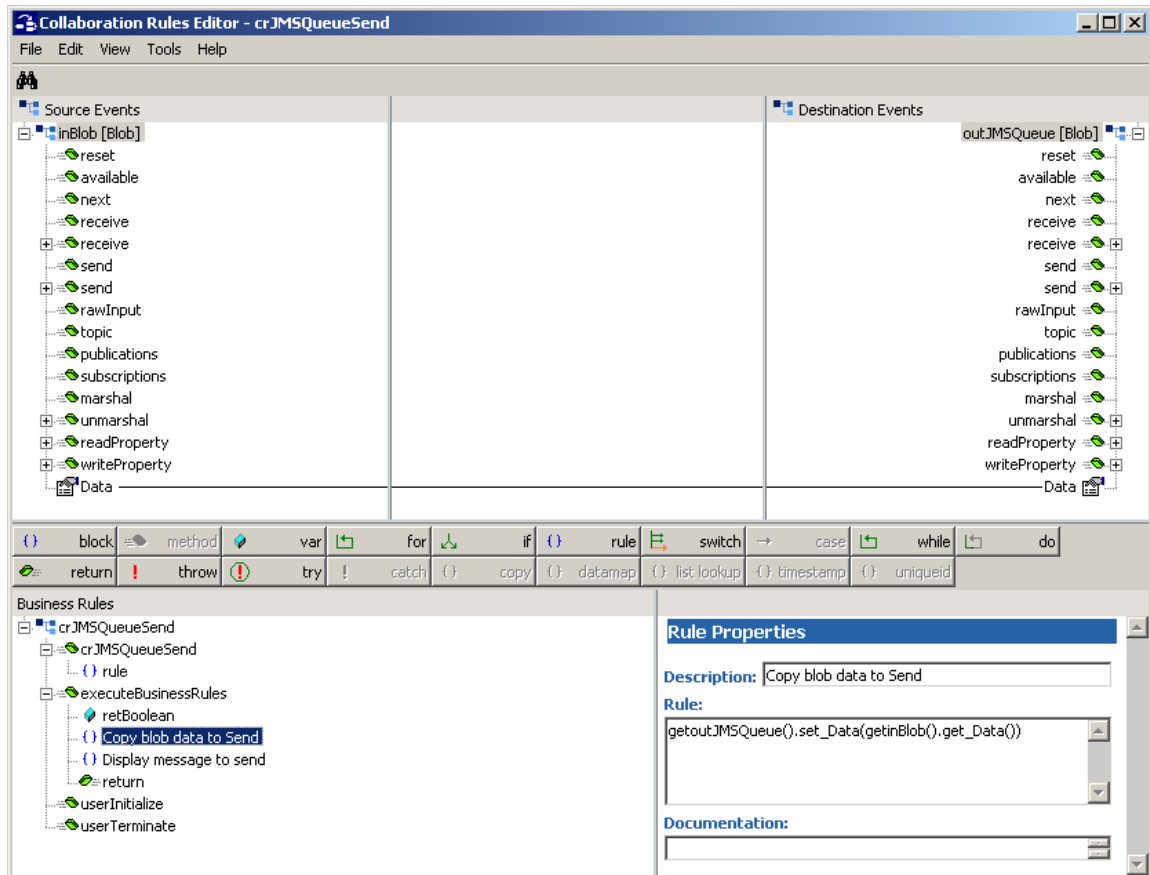 Collaboration Rules Editor - crJMSQueueSend
File Edit View Tools Help
Source Events
Destination Events
inBlob [Blob]
outJMSQueue [Blob]
reset
reset
available
available
next
next
receive
receive
receive
receive
send
send
send
send
rawInput
rawInput
topic
topic
publications
publications
subscriptions
subscriptions
marshal
marshal
unmarshal
unmarshal
readProperty
readProperty
writeProperty
writeProperty
Data
Data
{} block method var for if {} rule switch case while do
return ! throw try ! catch {} copy {} datamap {} list lookup {} timestamp {} uniqueid
Business Rules
crJMSQueueSend
crJMSQueueSend
{} rule
executeBusinessRules
retBoolean
{} Copy blob data to Send
{} Display message to send
return
userInitialize
userTerminate
Rule Properties
Description: Copy blob data to Send
Rule:
getoutJMSQueue().set_Data(getinBlob().get_Data())
Documentation: